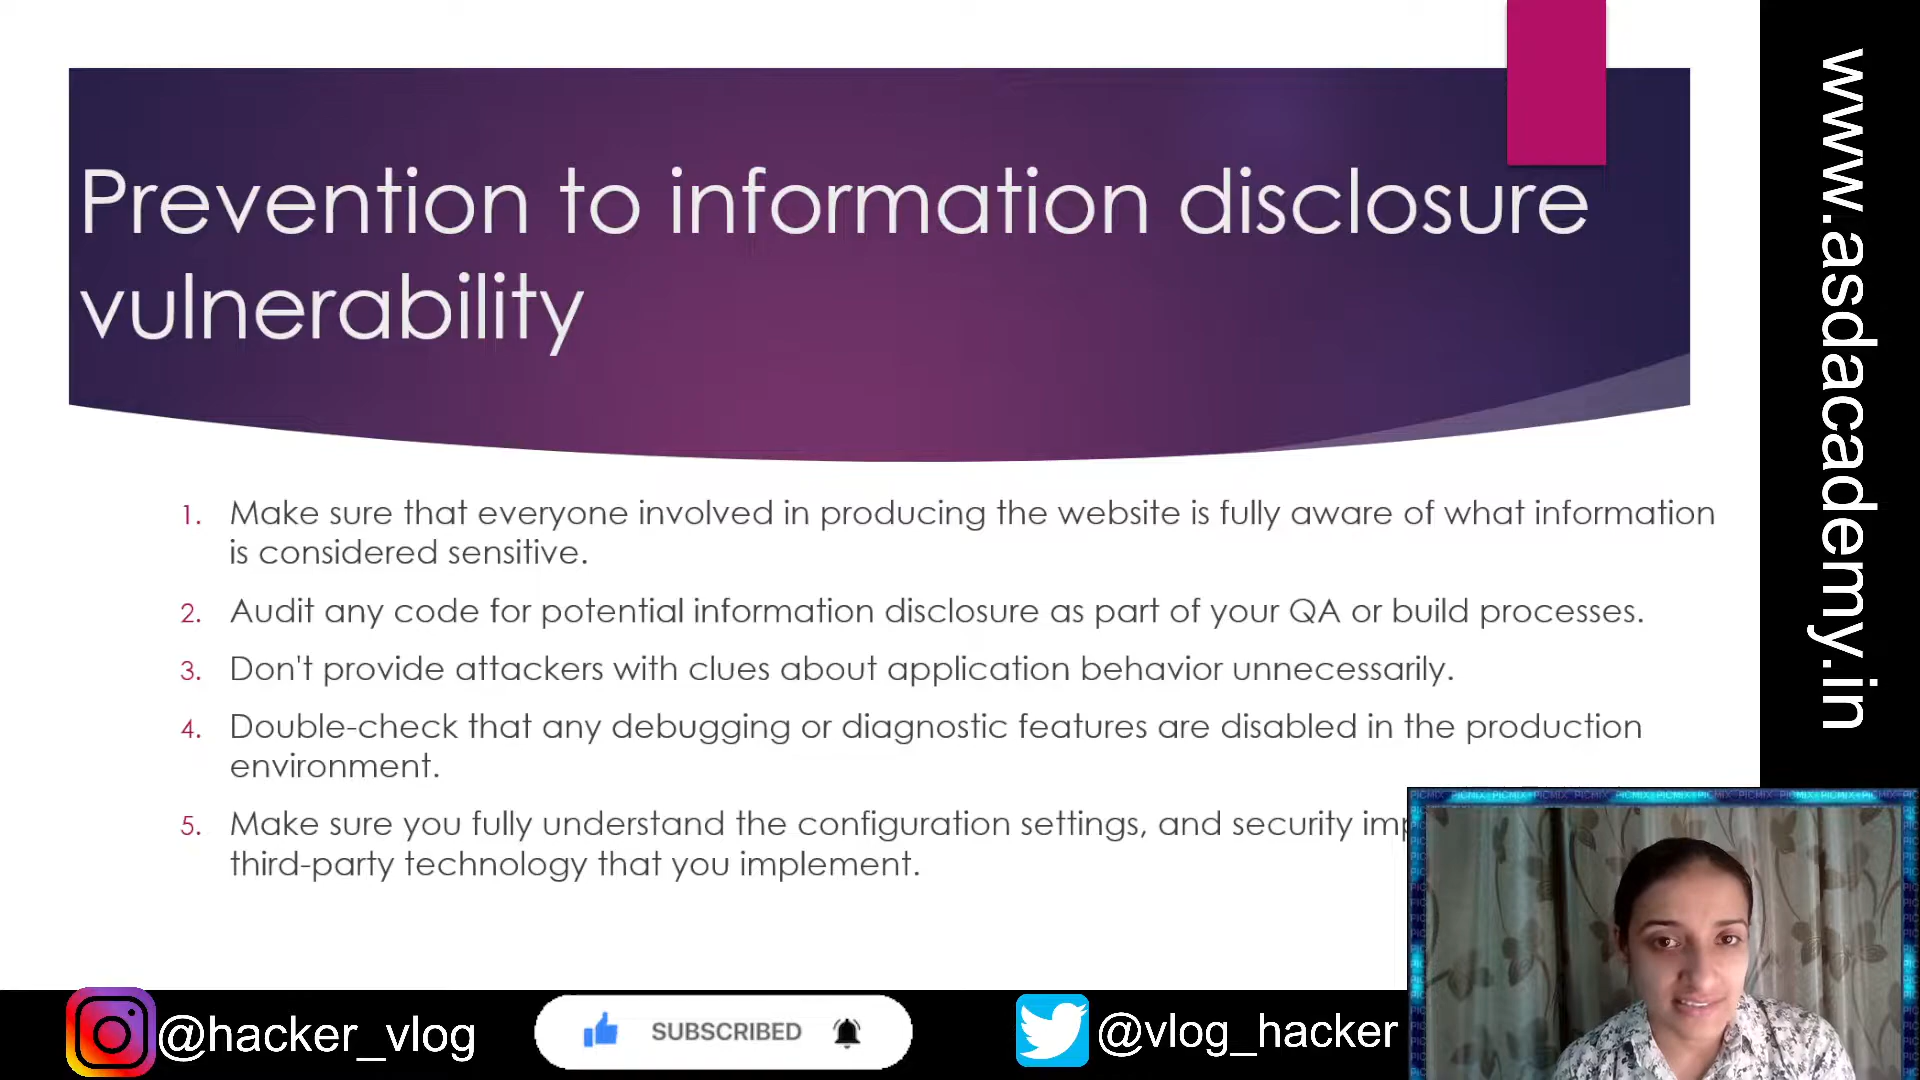 Prevention to information disclosure
vulnerability
1. Make sure that everyone involved in producing the website is fully aware of what information
is considered sensitive.
2. Audit any code for potential information disclosure as part of your QA or build processes.
3. Don't provide attackers with clues about application behavior unnecessarily.
4. Double-check that any debugging or diagnostic features are disabled in the production
environment.
5. Make sure you fully understand the configuration settings, and security
third-party technology that you implement.
www.asdacademy.in
@hacker_vlog
SUBSCRIBED
@vlog_hacker